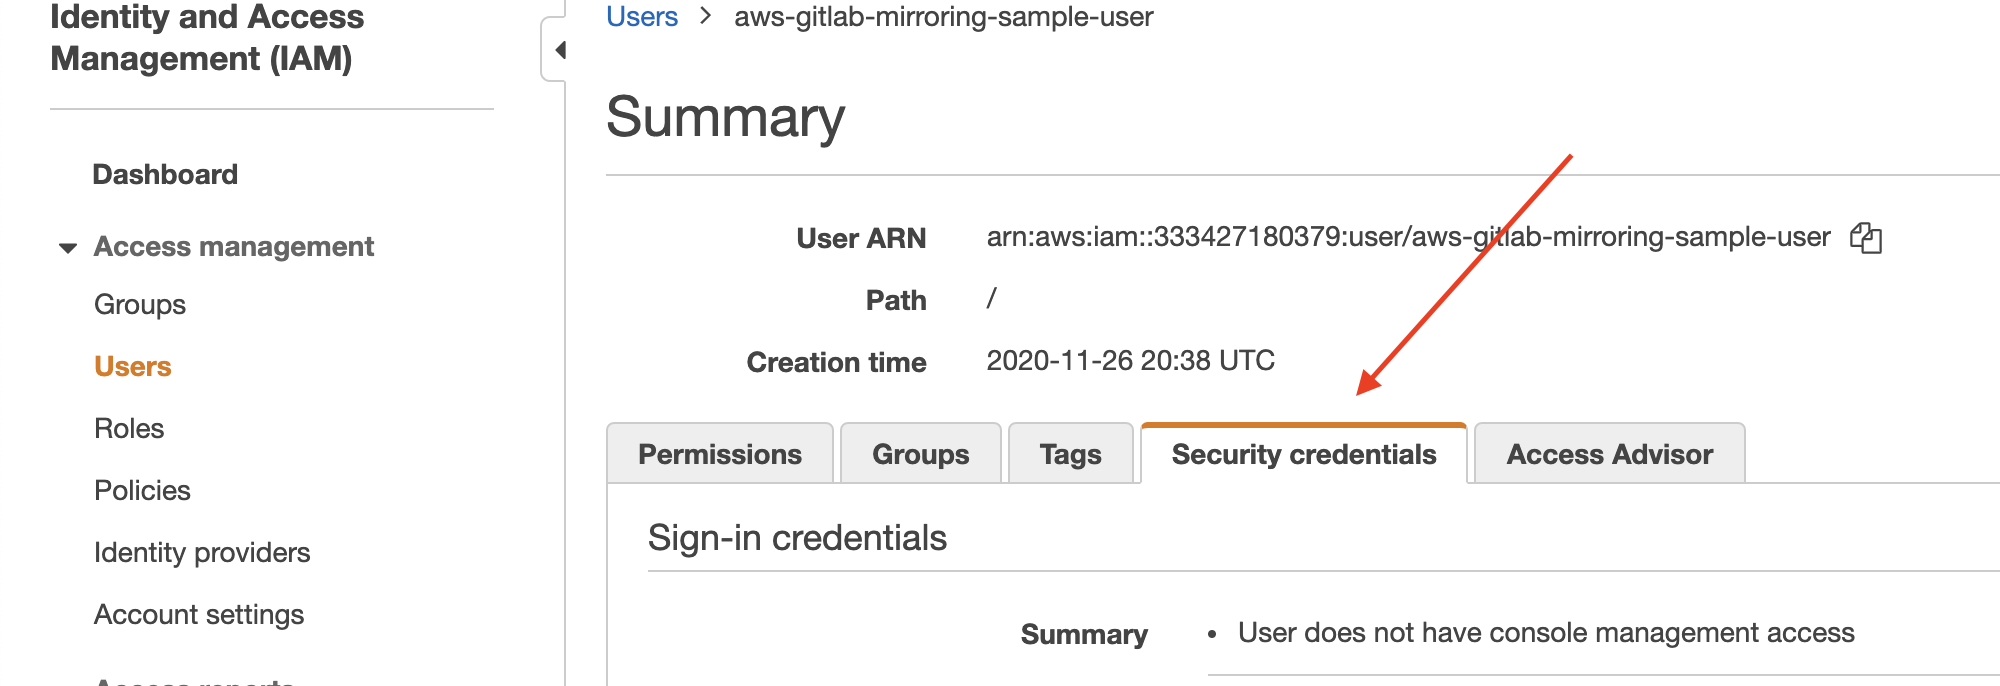 Identity and Access
Management (IAM)
Dashboard
Access management
Groups
Users
Roles
Policies
Identity providers
Account settings
Access reports
Users > aws-gitlab-mirroring-sample-user
Summary
User ARN arn:aws:iam::333427180379:user/aws-gitlab-mirroring-sample-user
Path /
Creation time 2020-11-26 20:38 UTC
Permissions Groups Tags Security credentials Access Advisor
Sign-in credentials
Summary • User does not have console management access